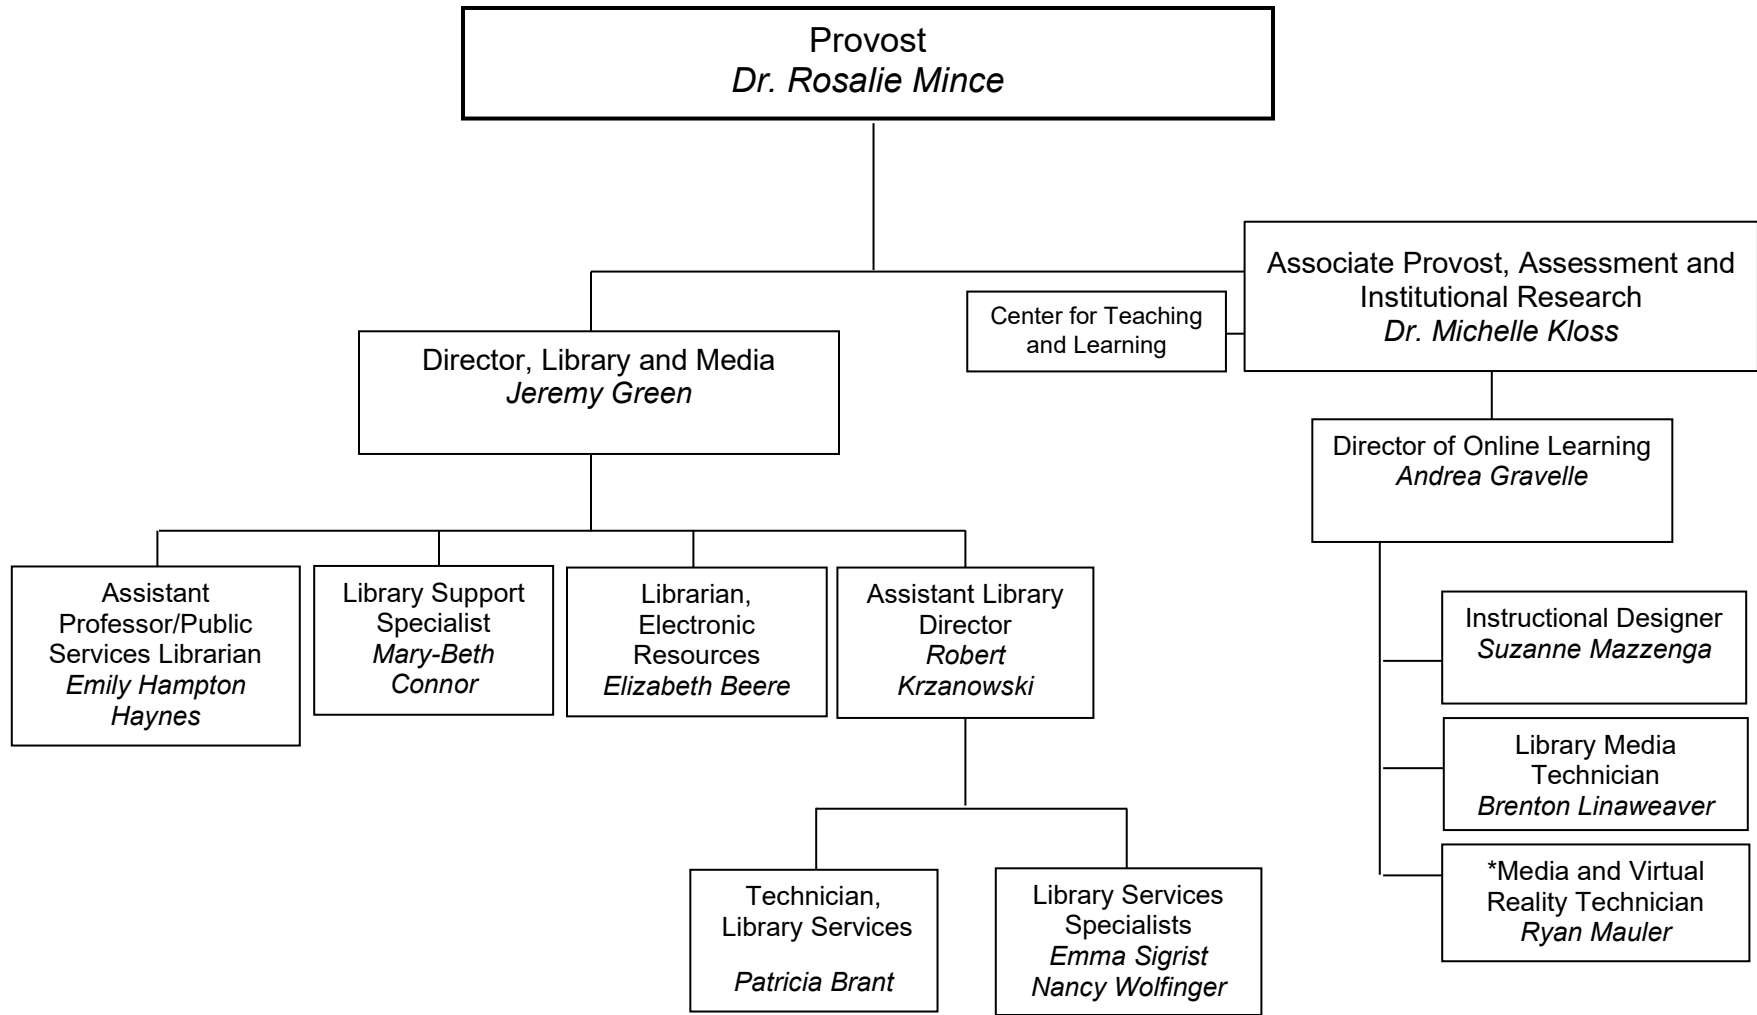 Provost
Dr. Rosalie Mince
Associate Provost, Assessment and
Institutional Research
Dr. Michelle Kloss
Center for Teaching
and Learning
Director, Library and Media
Jeremy Green
Director of Online Learning
Andrea Gravelle
Assistant
Professor/Public
Services Librarian
Emily Hampton
Haynes
Library Support
Specialist
Mary-Beth
Connor
Librarian,
Electronic
Resources
Elizabeth Beere
Assistant Library
Director
Robert
Krzanowski
Instructional Designer
Suzanne Mazzenga
Library Media
Technician
Brenton Linaweaver
*Media and Virtual
Reality Technician
Ryan Mauler
Technician,
Library Services
Patricia Brant
Library Services
Specialists
Emma Sigrist
Nancy Wolfinger